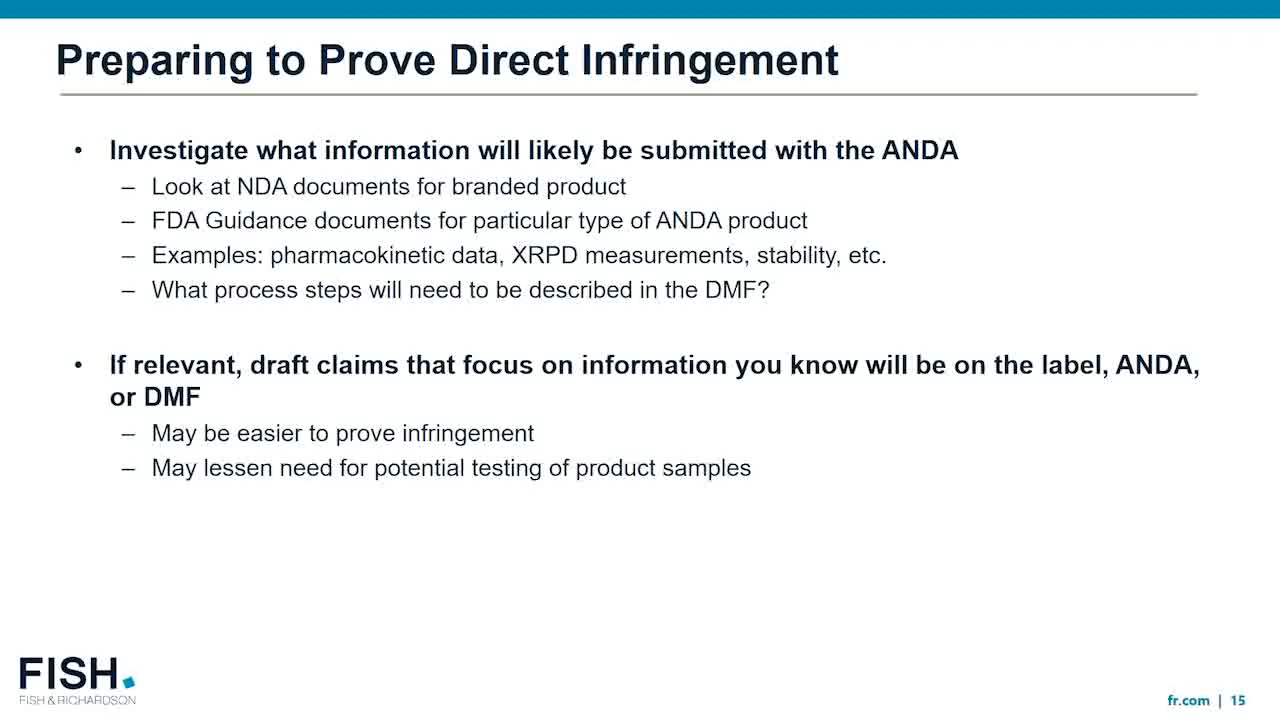 Preparing to Prove Direct Infringement
• Investigate what information will likely be submitted with the ANDA
– Look at NDA documents for branded product
– FDA Guidance documents for particular type of ANDA product
– Examples: pharmacokinetic data, XRPD measurements, stability, etc.
– What process steps will need to be described in the DMF?
• If relevant, draft claims that focus on information you know will be on the label, ANDA,
or DMF
– May be easier to prove infringement
– May lessen need for potential testing of product samples
FISH.
FISH & RICHARDSON
fr.com | 15